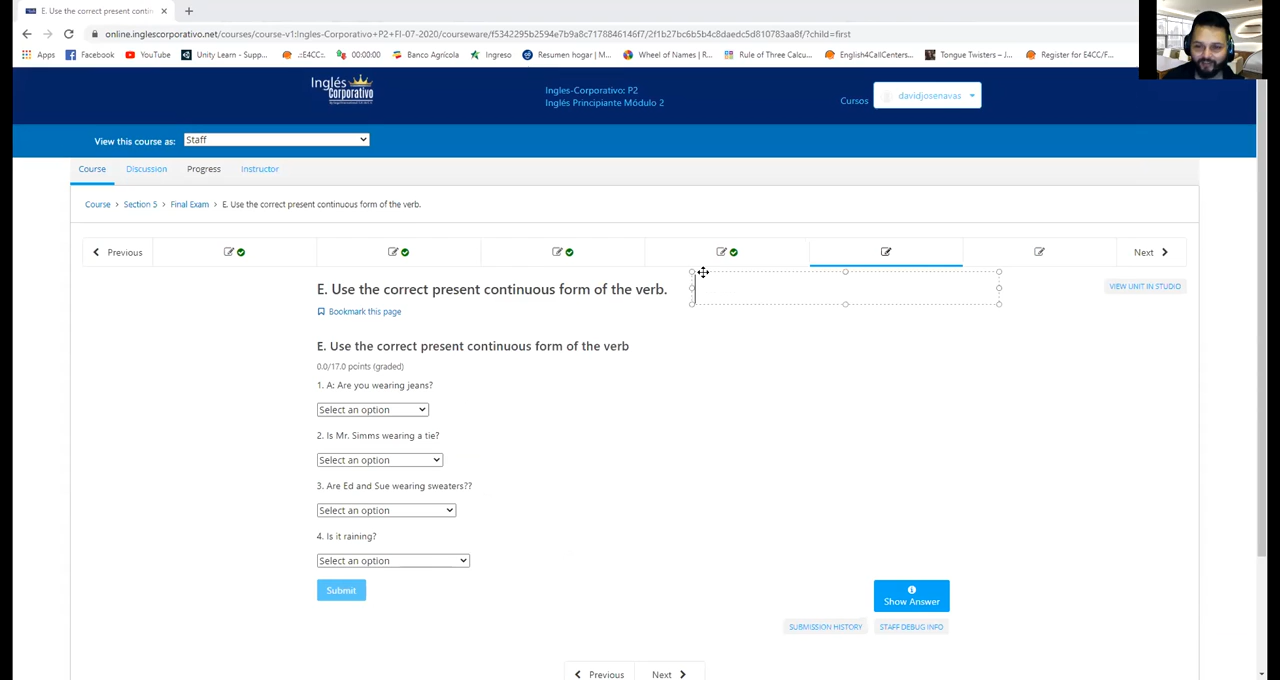 E. Use the correct present contin
online.inglescorporativo.net/courses/course-v1:Ingles-Corporativo+P2+FI-07-2020/courseware/f5342295b2594e7b9a8c7178846146f7/2f1b27bc6b5b4c8daedc5d810783aa8f/?child=first
Apps Facebook YouTube Unity Learn - Supp... .:E4CC:. 00:00:00 Banco Agrícola Ingreso Resumen hogar | M... Wheel of Names | R... Rule of Three Calcul... English4CallCenters... Tongue Twisters – J... Register for E4CC/F...
Inglés
Corporativo
Ingles-Corporativo: P2
Inglés Principiante Módulo 2
Cursos davidjosenavas
View this course as: Staff
Course Discussion Progress Instructor
Course > Section 5 > Final Exam > E. Use the correct present continuous form of the verb.
Previous Next
E. Use the correct present continuous form of the verb.
VIEW UNIT IN STUDIO
Bookmark this page
E. Use the correct present continuous form of the verb
0.0/17.0 points (graded)
1. A: Are you wearing jeans?
Select an option
2. Is Mr. Simms wearing a tie?
Select an option
3. Are Ed and Sue wearing sweaters??
Select an option
4. Is it raining?
Select an option
Submit
Show Answer
SUBMISSION HISTORY STAFF DEBUG INFO
Previous Next